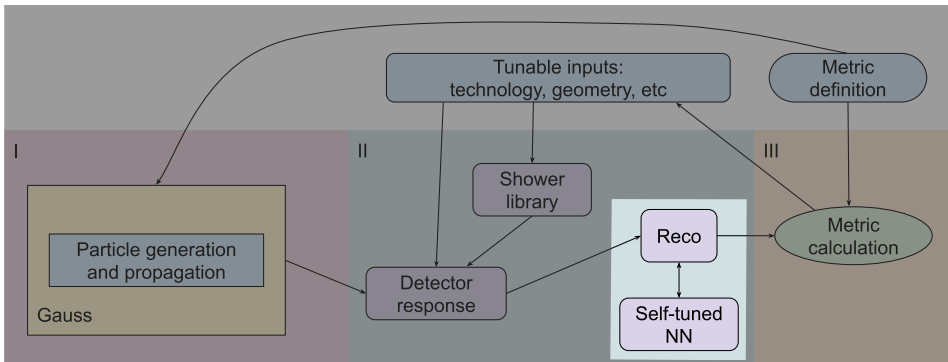 Tunable inputs:
technology, geometry, etc
Metric
definition
I
II
III
Shower
library
Particle generation
and propagation
Gauss
Detector
response
Reco
Self-tuned
NN
Metric
calculation